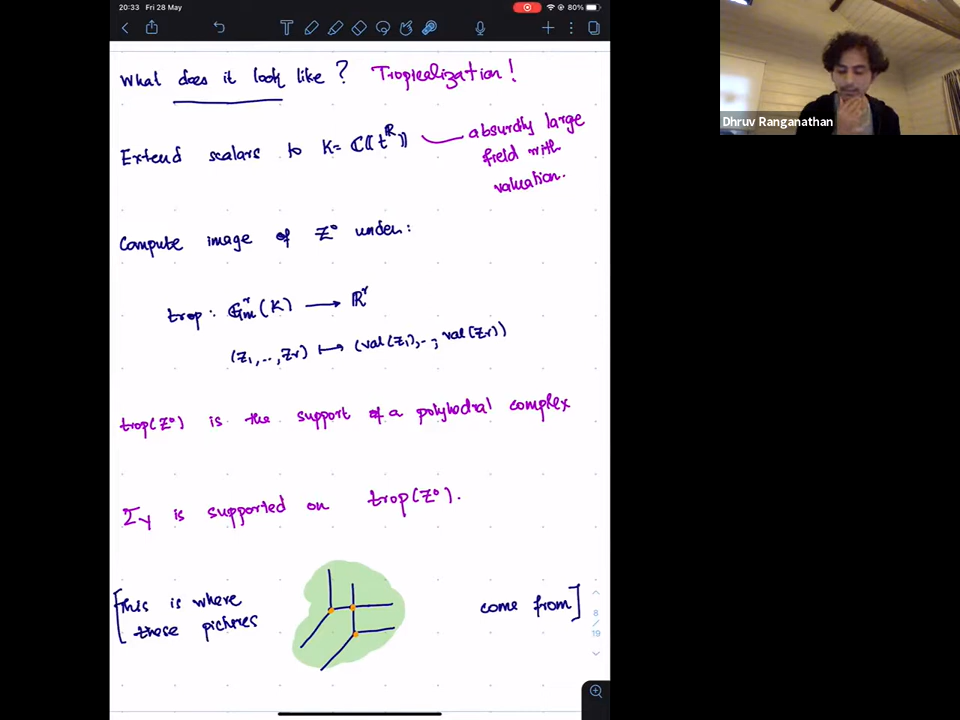 20:33 Fri 28 May
80%
What does it look like? Tropicalization!
Extend scalars to K = ℂ((t^ℝ))
absurdly large
field with
valuation.
Compute image of Z° under:
trop: 𝔾ₘʳ(K) ⟶ ℝʳ
(z₁, .., zr) ⟼ (val(z₁), .., val(zr))
trop(Z°) is the support of a polyhedral complex
Σ_Y is supported on trop(Z°).
[This is where
these pictures
come from]
8
/
19
Dhruv Ranganathan